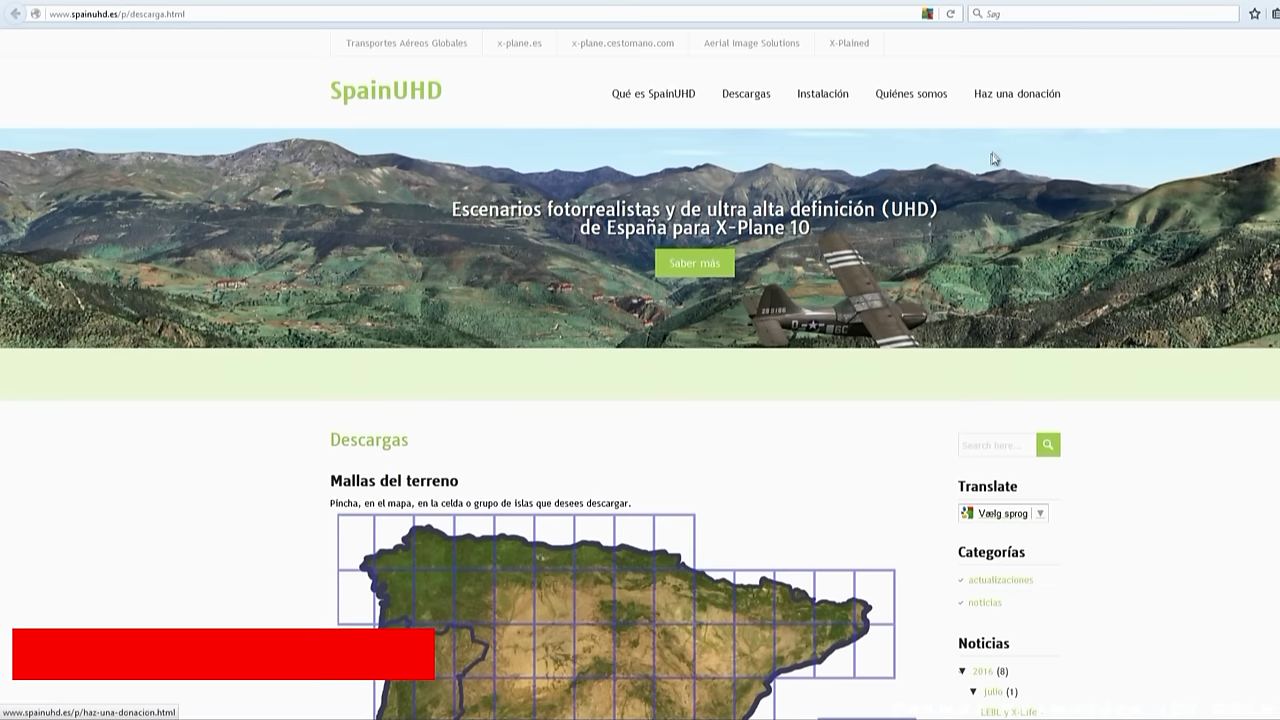 www.spainuhd.es/p/descarga.html
Søg
Transportes Aéreos Globales
x-plane.es
x-plane.cestomano.com
Aerial Image Solutions
X-Plained
SpainUHD
Qué es SpainUHD
Descargas
Instalación
Quiénes somos
Haz una donación
Escenarios fotorrealistas y de ultra alta definición (UHD)
de España para X-Plane 10
Saber más
Descargas
Search here...
Mallas del terreno
Pincha, en el mapa, en la celda o grupo de islas que desees descargar.
Translate
Vælg sprog
Categorías
actualizaciones
noticias
Noticias
2016 (8)
julio (1)
LEBL y X-Life -
www.spainuhd.es/p/haz-una-donacion.html